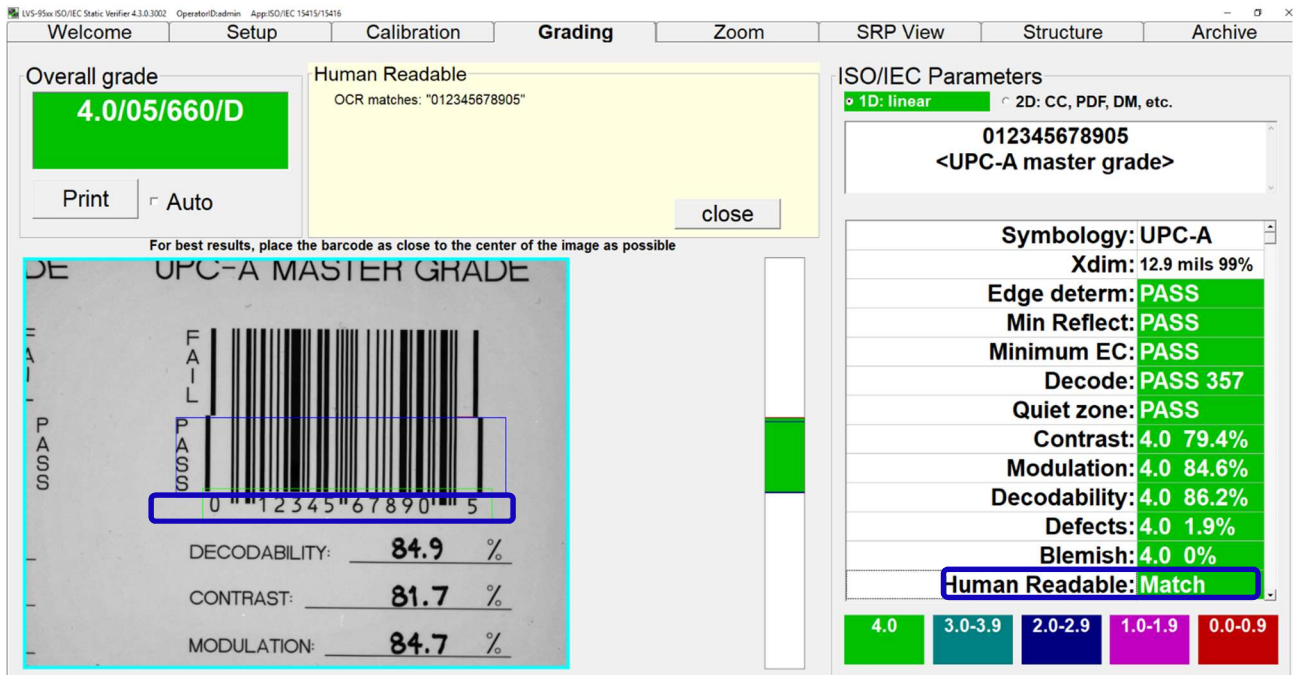 LVS-95xx ISO/IEC Static Verifier 4.3.0.3002 OperatorID:admin App:ISO/IEC 15415/15416
Welcome Setup Calibration Grading Zoom SRP View Structure Archive
Overall grade
4.0/05/660/D
Print Auto
Human Readable
OCR matches: "012345678905"
close
ISO/IEC Parameters
1D: linear 2D: CC, PDF, DM, etc.
012345678905
<UPC-A master grade>
For best results, place the barcode as close to the center of the image as possible
DE UPC-A MASTER GRADE
FAIL
FAIL
PASS
PASS
0 12345 67890 5
DECODABILITY: 84.9 %
CONTRAST: 81.7 %
MODULATION: 84.7 %
Symbology: UPC-A
Xdim: 12.9 mils 99%
Edge determ: PASS
Min Reflect: PASS
Minimum EC: PASS
Decode: PASS 357
Quiet zone: PASS
Contrast: 4.0 79.4%
Modulation: 4.0 84.6%
Decodability: 4.0 86.2%
Defects: 4.0 1.9%
Blemish: 4.0 0%
Human Readable: Match
4.0 3.0-3.9 2.0-2.9 1.0-1.9 0.0-0.9